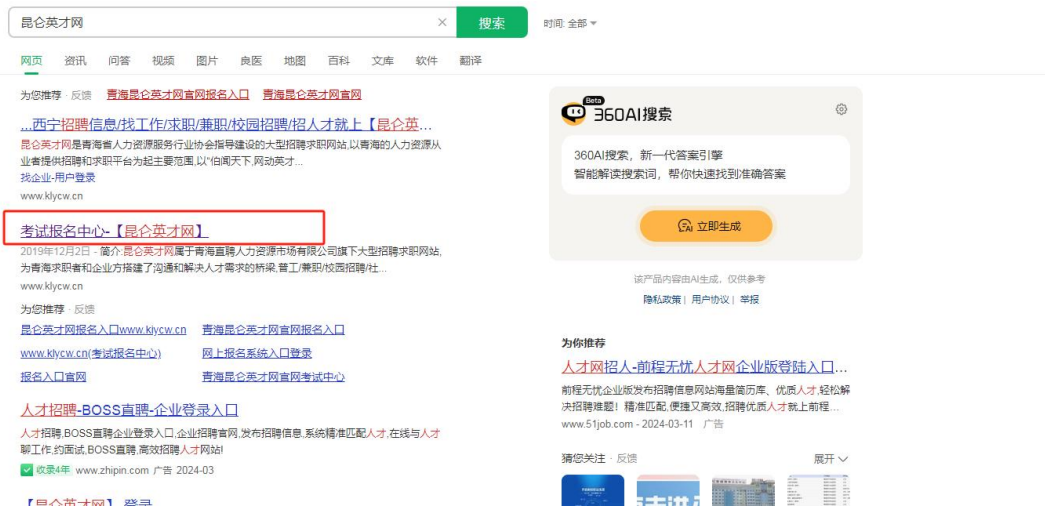 昆仑英才网
×
搜索
时间: 全部
网页 资讯 问答 视频 图片 良医 地图 百科 文库 软件 翻译
为您推荐 · 反馈 青海昆仑英才网官网报名入口 青海昆仑英才网官网
...西宁招聘信息/找工作/求职/兼职/校园招聘/招人才就上【昆仑英...
昆仑英才网是青海省人力资源服务行业协会指导建设的大型招聘求职网站,以青海的人力资源从
业者提供招聘和求职平台为起主要范围,以"伯闻天下,网动英才...
找企业-用户登录
www.klycw.cn
考试报名中心-【昆仑英才网】
2019年12月2日 - 简介:昆仑英才网属于青海直聘人力资源市场有限公司旗下大型招聘求职网站,
为青海求职者和企业方搭建了沟通和解决人才需求的桥梁,普工/兼职/校园招聘/社...
www.klycw.cn
为您推荐 · 反馈
昆仑英才网报名入口www.kiycw.cn 青海昆仑英才网官网报名入口
www.klycw.cn(考试报名中心) 网上报名系统入口登录
报名入口官网 青海昆仑英才网官网考试中心
人才招聘-BOSS直聘-企业登录入口
人才招聘,BOSS直聘企业登录入口,企业招聘官网,发布招聘信息,系统精准匹配人才,在线与人才
聊工作,约面试,BOSS直聘,高效招聘人才网站!
收录4年 www.zhipin.com 广告 2024-03
【昆仑英才网】 登录
Beta
360AI搜索
360AI搜索，新一代答案引擎
智能解读搜索词，帮你快速找到准确答案
AI 立即生成
该产品内容由AI生成，仅供参考
隐私政策 | 用户协议 | 举报
为你推荐
人才网招人-前程无忧人才网企业版登陆入口...
前程无忧企业版发布招聘信息网站海量简历库、优质人才,轻松解
决招聘难题！精准匹配,便捷又高效,招聘优质人才就上前程...
www.51job.com - 2024-03-11 广告
猜您关注 · 反馈
展开